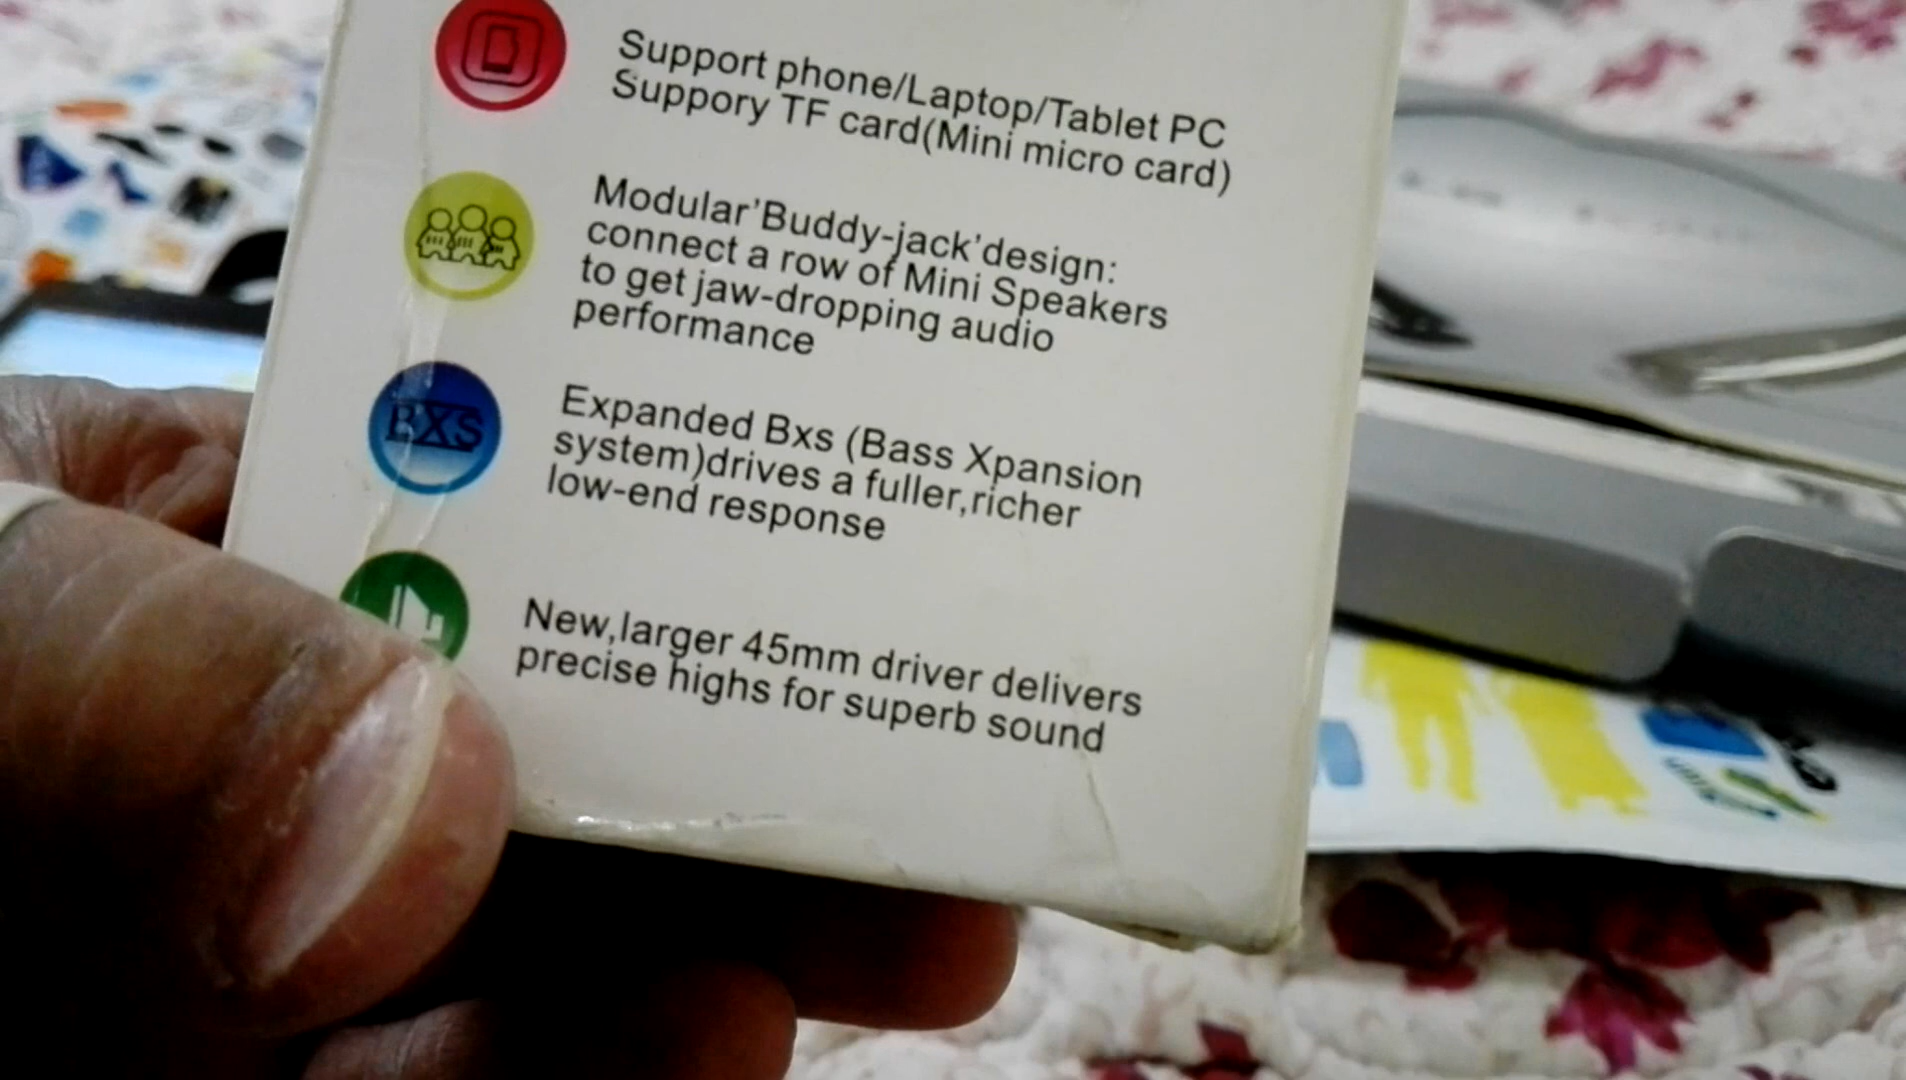 Support phone/Laptop/Tablet PC
Suppory TF card(Mini micro card)
Modular'Buddy-jack'design:
connect a row of Mini Speakers
to get jaw-dropping audio
performance
BXS
Expanded Bxs (Bass Xpansion
system)drives a fuller,richer
low-end response
New,larger 45mm driver delivers
precise highs for superb sound